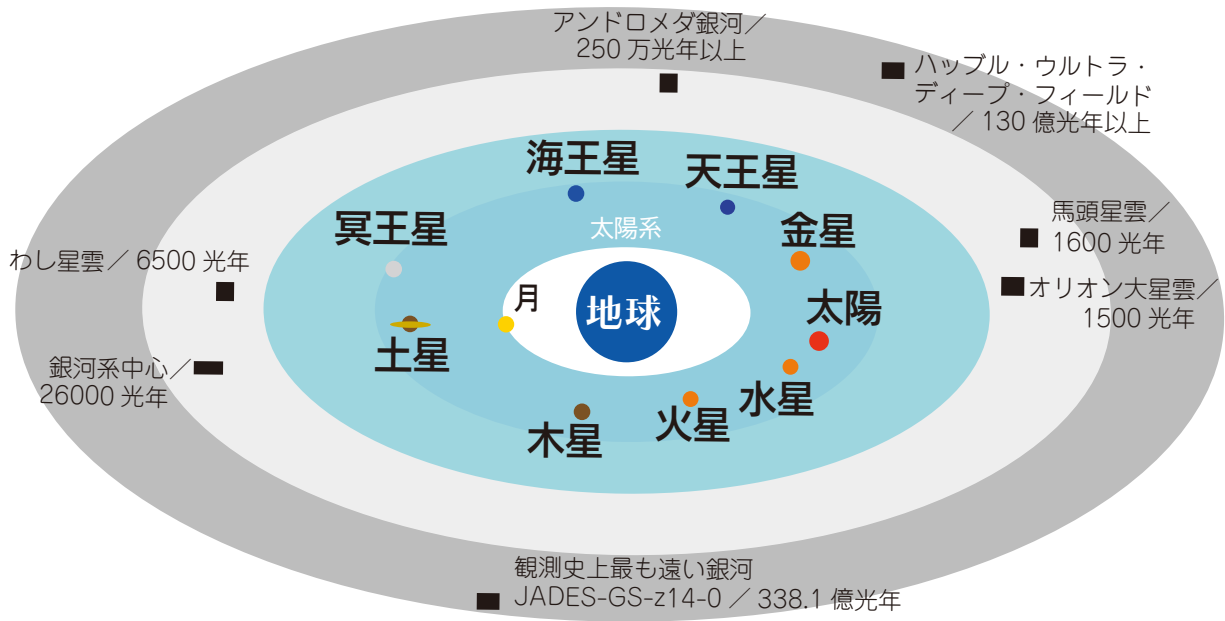 アンドロメダ銀河／
250 万光年以上
ハッブル・ウルトラ・
ディープ・フィールド
／ 130 億光年以上
海王星
天王星
冥王星
太陽系
金星
馬頭星雲／
1600 光年
わし星雲／ 6500 光年
月
地球
太陽
オリオン大星雲／
1500 光年
土星
銀河系中心／
26000 光年
水星
火星
木星
観測史上最も遠い銀河
JADES-GS-z14-0 ／ 338.1 億光年